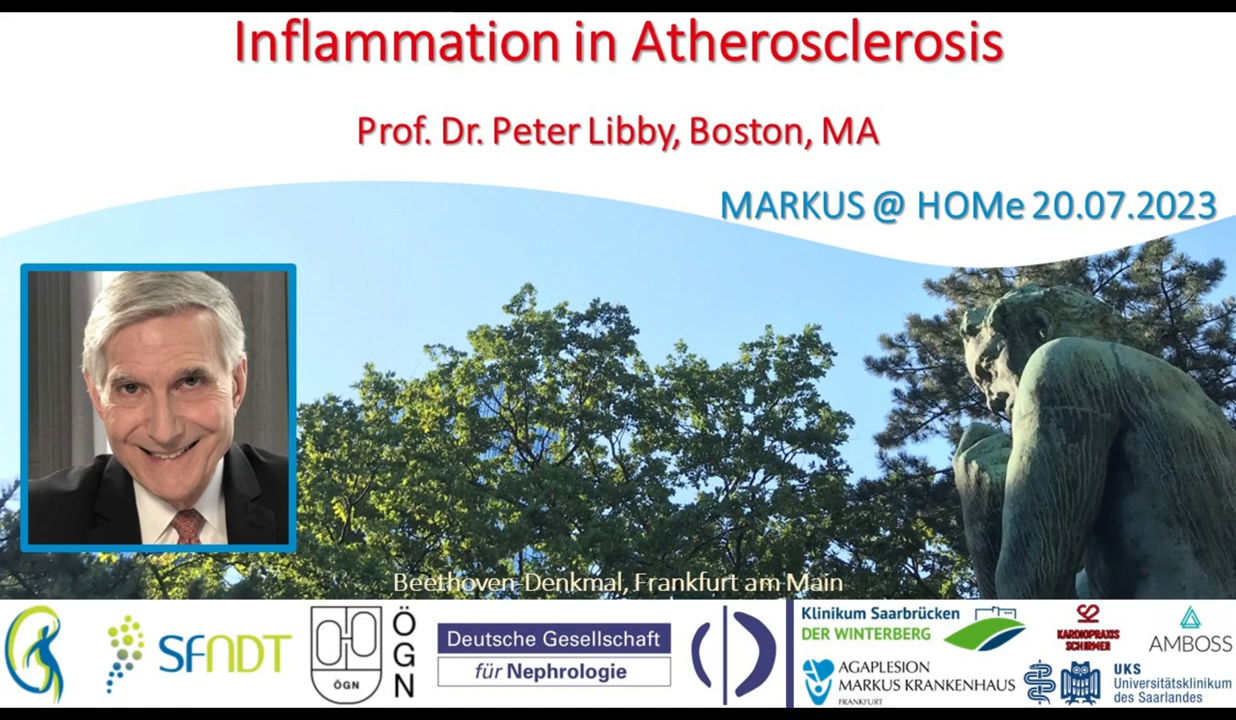 Inflammation in Atherosclerosis
Prof. Dr. Peter Libby, Boston, MA
MARKUS @ HOMe 20.07.2023
Beethoven-Denkmal, Frankfurt am Main
SFNDT
ÖGN
ÖGN
Deutsche Gesellschaft
für Nephrologie
Klinikum Saarbrücken
DER WINTERBERG
KARDIOPRAXIS
SCHIRMER
AMBOSS
AGAPLESION
MARKUS KRANKENHAUS
FRANKFURT
UKS
Universitätsklinikum
des Saarlandes